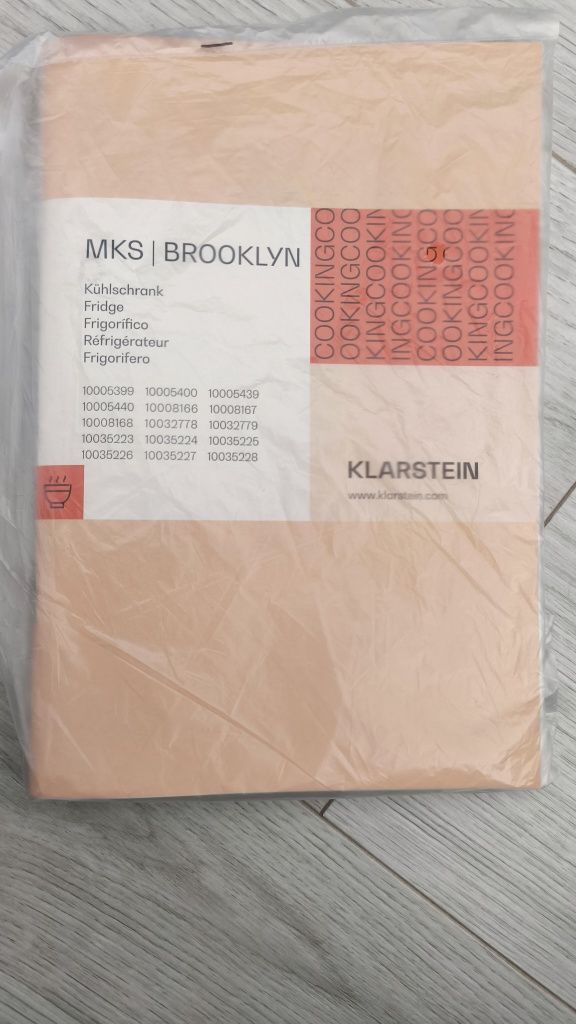 MKS | BROOKLYN
Kühlschrank
Fridge
Frigorífico
Réfrigérateur
Frigorifero
10005399 10005400 10005439
10005440 10008166 10008167
10008168 10032778 10032779
10035223 10035224 10035225
10035226 10035227 10035228
COOKINGCO
OOKINGCOO
KINGCOOKIN
INGCOOKING
COOKINGCO
OOKINGCOO
KINGCOOKIN
INGCOOKING
KLARSTEIN
www.klarstein.com